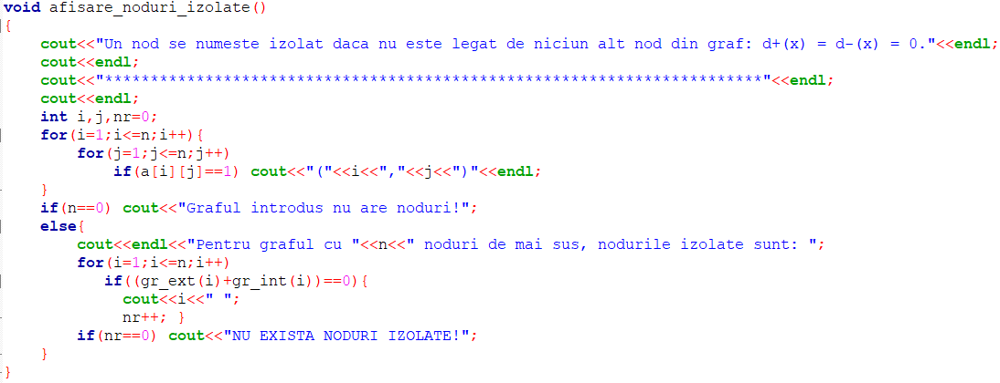 void afisare_noduri_izolate()
{
cout<<"Un nod se numeste izolat daca nu este legat de niciun alt nod din graf: d+(x) = d-(x) = 0."<<endl;
cout<<endl;
cout<<"************************************************************************"<<endl;
cout<<endl;
int i,j,nr=0;
for(i=1;i<=n;i++){
for(j=1;j<=n;j++)
if(a[i][j]==1) cout<<"("<<i<<","<<j<<")"<<endl;
}
if(n==0) cout<<"Graful introdus nu are noduri!";
else{
cout<<endl<<"Pentru graful cu "<<n<<" noduri de mai sus, nodurile izolate sunt: ";
for(i=1;i<=n;i++)
if((gr_ext(i)+gr_int(i))==0){
cout<<i<<" ";
nr++; }
if(nr==0) cout<<"NU EXISTA NODURI IZOLATE!";
}
}